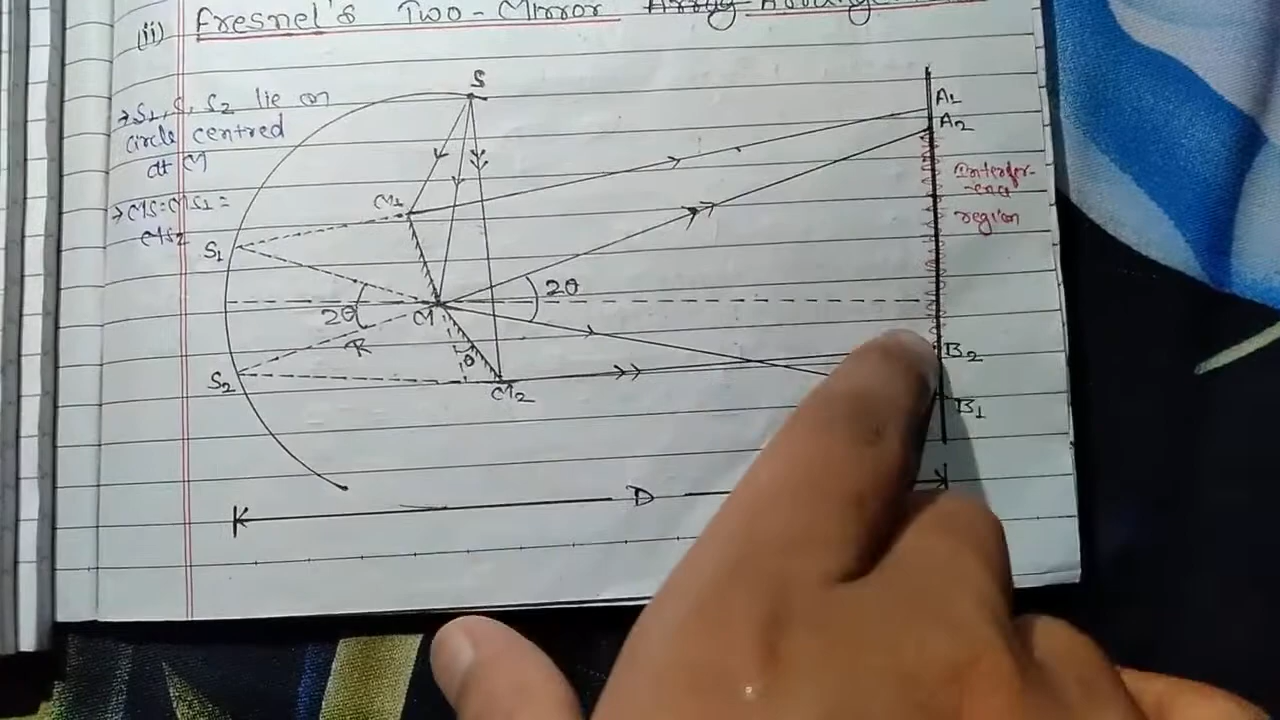 (ii) Fresnel's Two-Mirror
S
→ S1, S, S2 lie on
circle centred
at M
→ MS=MS1=
MS2
M1
S1
A1
A2
Interfer-
-ence
region
2θ
2θ
M
R
θ
S2
M2
B2
B1
D